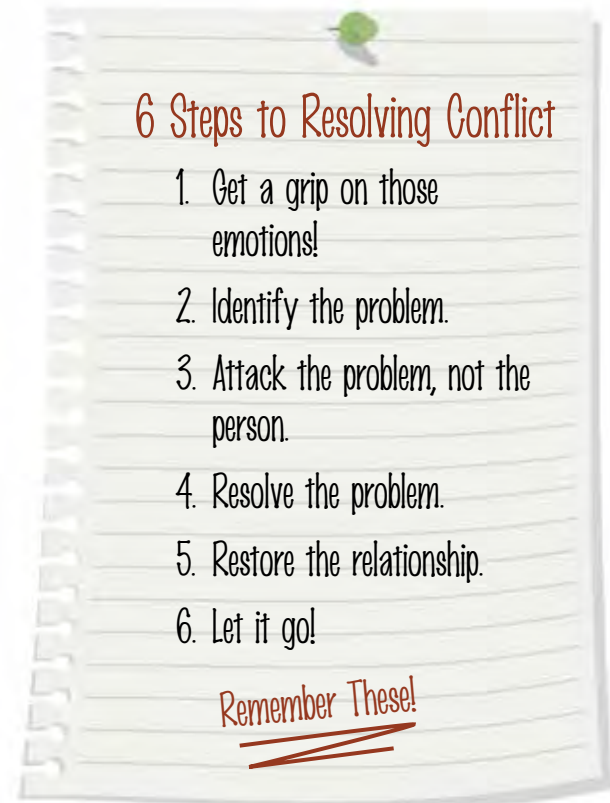 6 Steps to Resolving Conflict
1. Get a grip on those
emotions!
2. Identify the problem.
3. Attack the problem, not the
person.
4. Resolve the problem.
5. Restore the relationship.
6. Let it go!
Remember These!